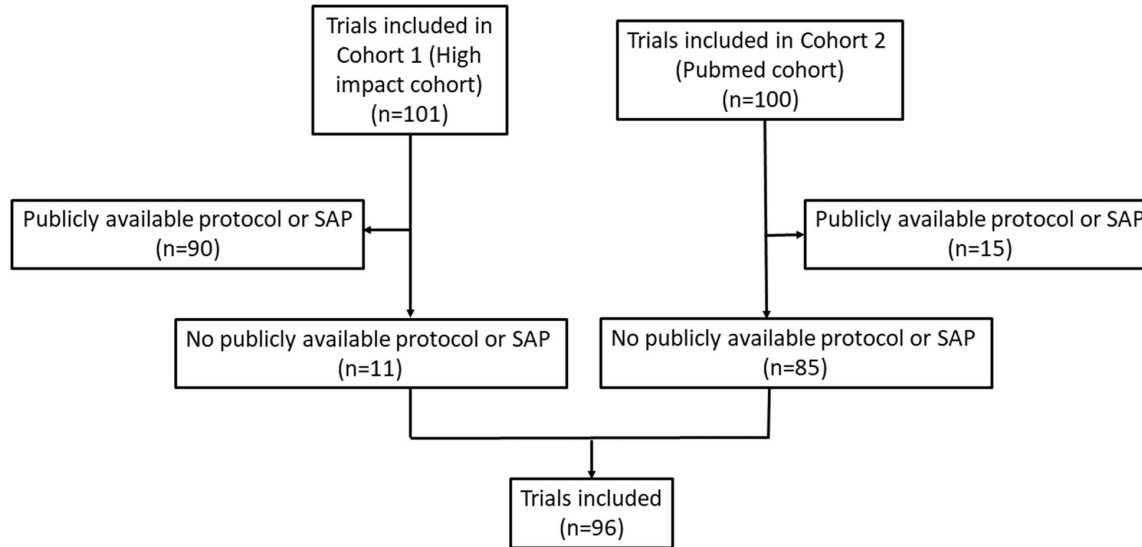 Trials included in
Cohort 1 (High
impact cohort)
(n=101)
Trials included in Cohort 2
(Pubmed cohort)
(n=100)
Publicly available protocol or SAP
(n=90)
Publicly available protocol or SAP
(n=15)
No publicly available protocol or SAP
(n=11)
No publicly available protocol or SAP
(n=85)
Trials included
(n=96)